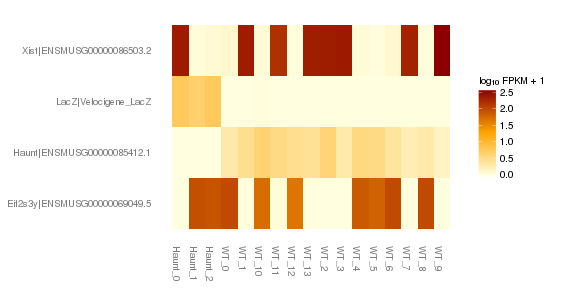 Xist|ENSMUSG00000086503.2
LacZ|Velocigene_LacZ
Haunt|ENSMUSG00000085412.1
Eif2s3y|ENSMUSG00000069049.5
Haunt_0
Haunt_1
Haunt_2
WT_0
WT_1
WT_10
WT_11
WT_12
WT_13
WT_2
WT_3
WT_4
WT_5
WT_6
WT_7
WT_8
WT_9
log₁₀ FPKM + 1
2.5
2.0
1.5
1.0
0.5
0.0